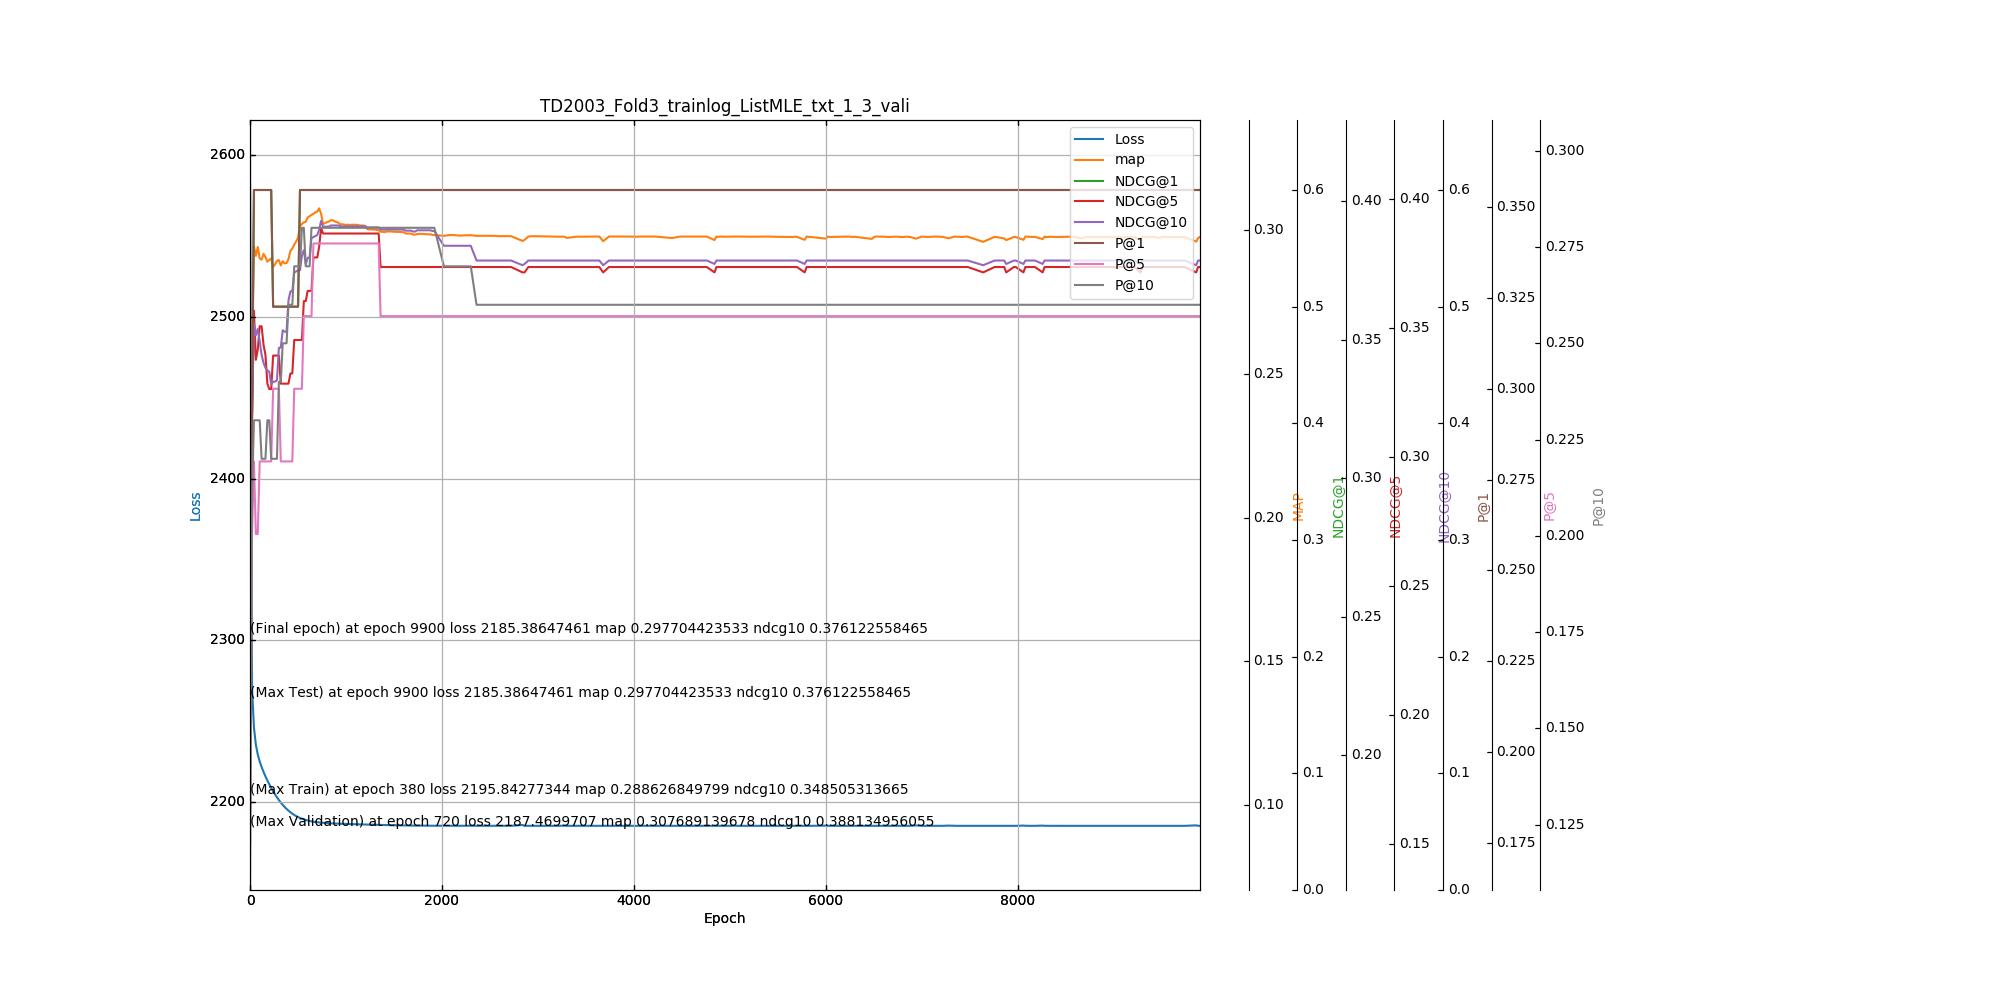 TD2003_Fold3_trainlog_ListMLE_txt_1_3_vali
Loss
map
NDCG@1
NDCG@5
NDCG@10
P@1
P@5
P@10
2600
2500
2400
2300
2200
Loss
(Final epoch) at epoch 9900 loss 2185.38647461 map 0.297704423533 ndcg10 0.376122558465
(Max Test) at epoch 9900 loss 2185.38647461 map 0.297704423533 ndcg10 0.376122558465
(Max Train) at epoch 380 loss 2195.84277344 map 0.288626849799 ndcg10 0.348505313665
(Max Validation) at epoch 720 loss 2187.4699707 map 0.307689139678 ndcg10 0.388134956055
0 2000 4000 6000 8000
Epoch
0.30
0.25
0.20
0.15
0.10
MAP
0.6
0.5
0.4
0.3
0.2
0.1
0.0
NDCG@1
0.40
0.35
0.30
0.25
0.20
NDCG@5
0.40
0.35
0.30
0.25
0.20
0.15
NDCG@10
0.6
0.5
0.4
0.3
0.2
0.1
0.0
P@1
0.350
0.325
0.300
0.275
0.250
0.225
0.200
0.175
P@5
0.300
0.275
0.250
0.225
0.200
0.175
0.150
0.125
P@10